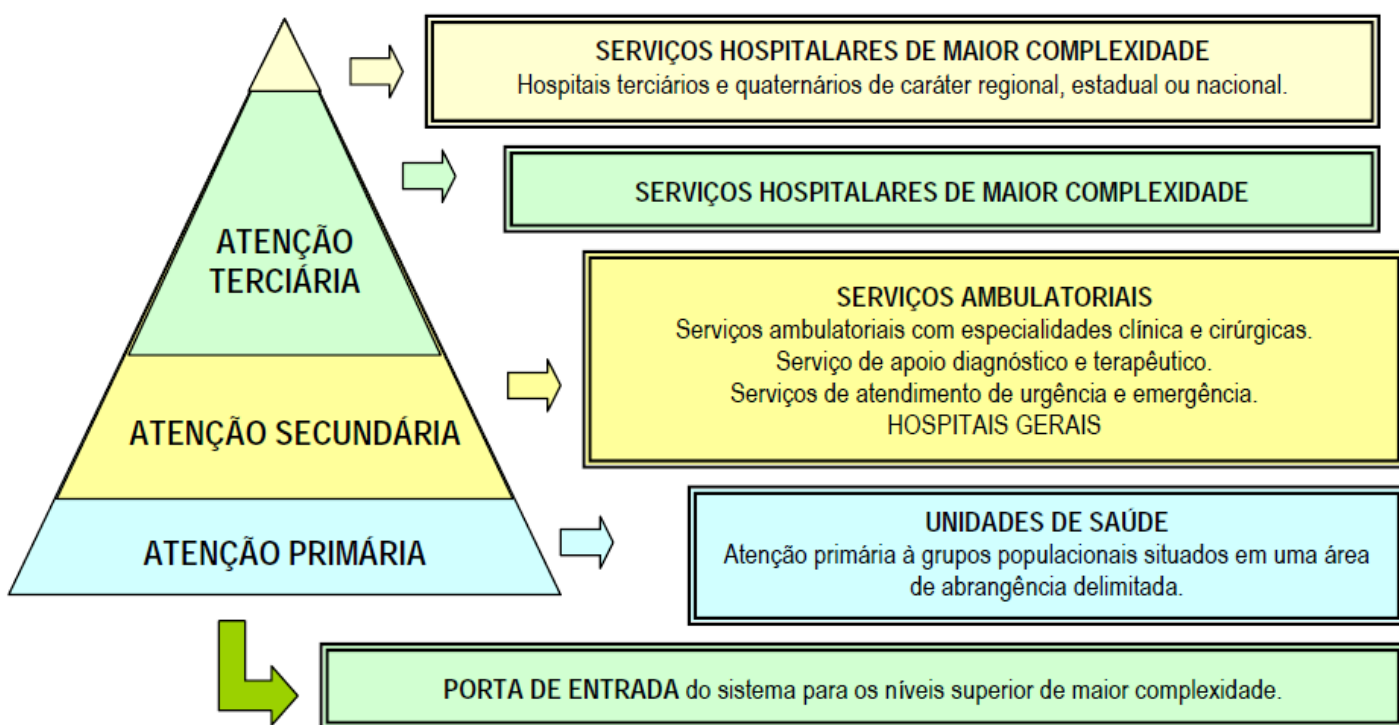 SERVIÇOS HOSPITALARES DE MAIOR COMPLEXIDADE
Hospitais terciários e quaternários de caráter regional, estadual ou nacional.
SERVIÇOS HOSPITALARES DE MAIOR COMPLEXIDADE
ATENÇÃO
TERCIÁRIA
SERVIÇOS AMBULATORIAIS
Serviços ambulatoriais com especialidades clínica e cirúrgicas.
Serviço de apoio diagnóstico e terapêutico.
Serviços de atendimento de urgência e emergência.
HOSPITAIS GERAIS
ATENÇÃO SECUNDÁRIA
UNIDADES DE SAÚDE
Atenção primária à grupos populacionais situados em uma área
de abrangência delimitada.
ATENÇÃO PRIMÁRIA
PORTA DE ENTRADA do sistema para os níveis superior de maior complexidade.